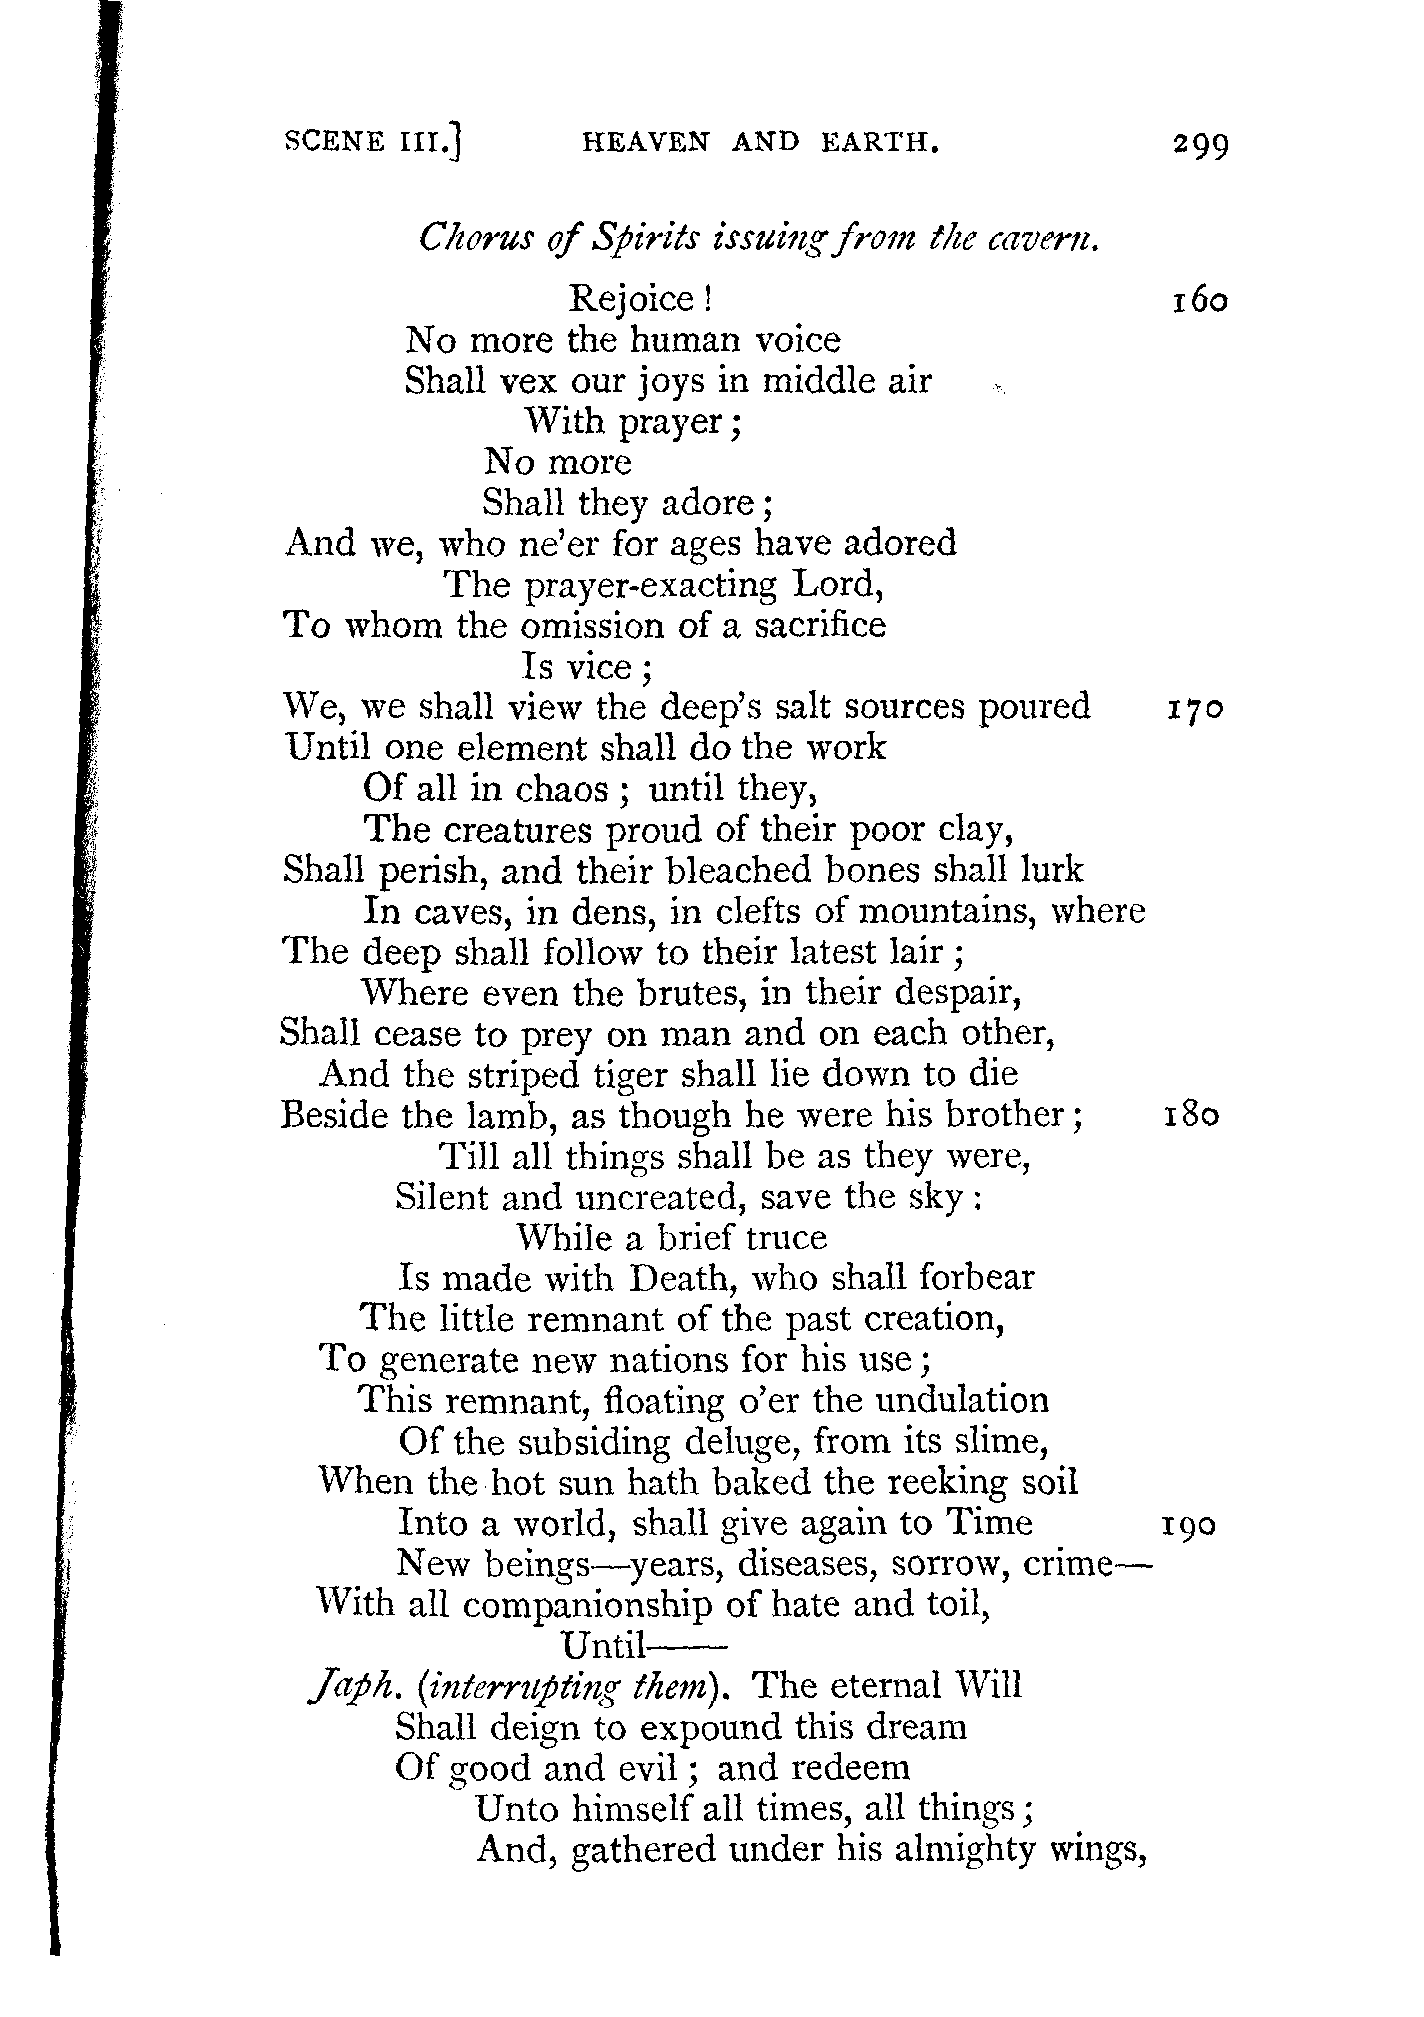 SCENE III.] HEAVEN AND EARTH. 299
Chorus of Spirits issuing from the cavern.
Rejoice! 160
No more the human voice
Shall vex our joys in middle air
With prayer;
No more
Shall they adore;
And we, who ne'er for ages have adored
The prayer-exacting Lord,
To whom the omission of a sacrifice
Is vice;
We, we shall view the deep's salt sources poured 170
Until one element shall do the work
Of all in chaos; until they,
The creatures proud of their poor clay,
Shall perish, and their bleached bones shall lurk
In caves, in dens, in clefts of mountains, where
The deep shall follow to their latest lair;
Where even the brutes, in their despair,
Shall cease to prey on man and on each other,
And the striped tiger shall lie down to die
Beside the lamb, as though he were his brother; 180
Till all things shall be as they were,
Silent and uncreated, save the sky:
While a brief truce
Is made with Death, who shall forbear
The little remnant of the past creation,
To generate new nations for his use;
This remnant, floating o'er the undulation
Of the subsiding deluge, from its slime,
When the hot sun hath baked the reeking soil
Into a world, shall give again to Time 190
New beings—years, diseases, sorrow, crime—
With all companionship of hate and toil,
Until——
Japh. (interrupting them). The eternal Will
Shall deign to expound this dream
Of good and evil; and redeem
Unto himself all times, all things;
And, gathered under his almighty wings,